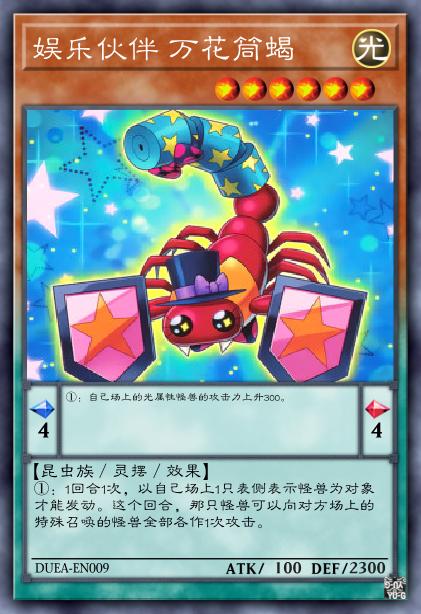 娱乐伙伴 万花筒蝎
光
①：自己场上的光属性怪兽的攻击力上升300。
4
4
【昆虫族／灵摆／效果】
①：1回合1次，以自己场上1只表侧表示怪兽为对象
才能发动。这个回合，那只怪兽可以向对方场上的
特殊召唤的怪兽全部各作1次攻击。
DUEA-EN009
ATK/ 100 DEF/2300